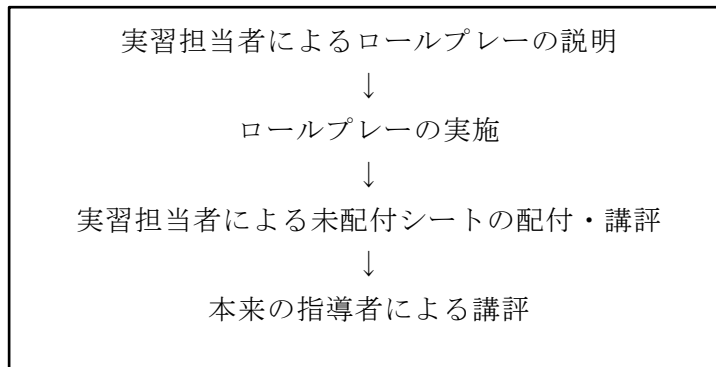 実習担当者によるロールプレーの説明
↓
ロールプレーの実施
↓
実習担当者による未配付シートの配付・講評
↓
本来の指導者による講評